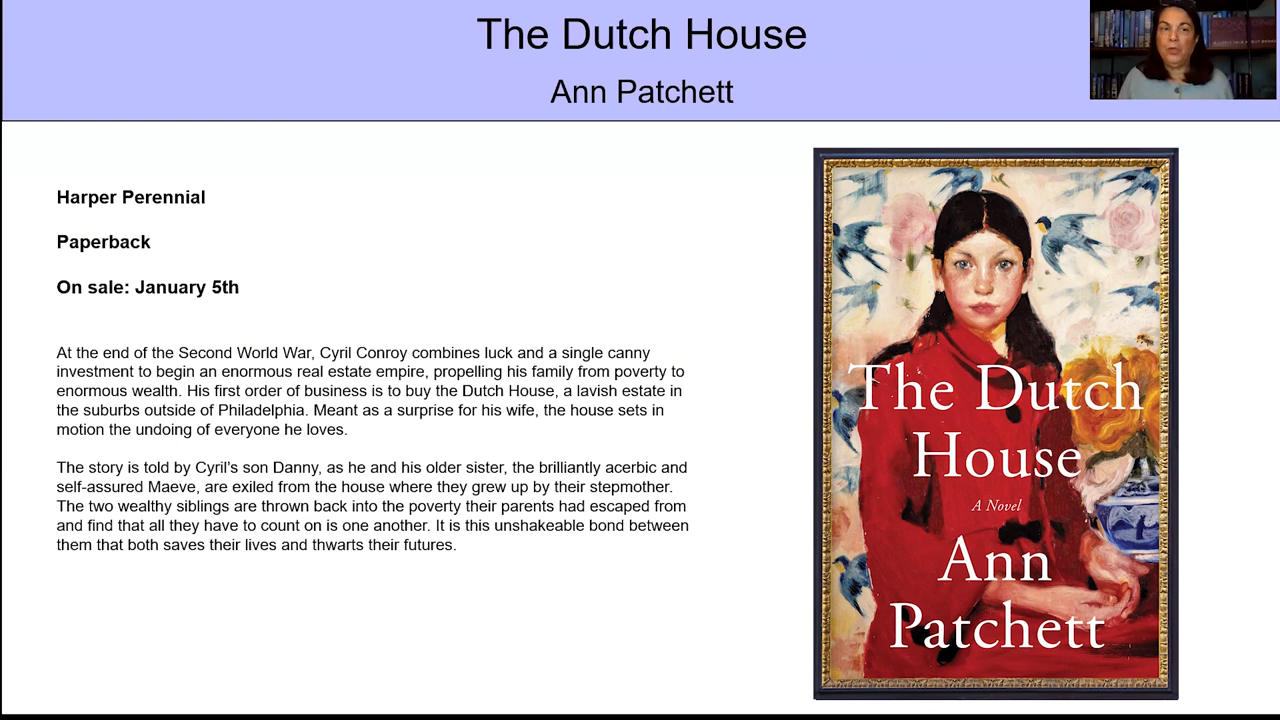 The Dutch House
Ann Patchett
Harper Perennial
Paperback
On sale: January 5th
At the end of the Second World War, Cyril Conroy combines luck and a single canny
investment to begin an enormous real estate empire, propelling his family from poverty to
enormous wealth. His first order of business is to buy the Dutch House, a lavish estate in
the suburbs outside of Philadelphia. Meant as a surprise for his wife, the house sets in
motion the undoing of everyone he loves.
The story is told by Cyril's son Danny, as he and his older sister, the brilliantly acerbic and
self-assured Maeve, are exiled from the house where they grew up by their stepmother.
The two wealthy siblings are thrown back into the poverty their parents had escaped from
and find that all they have to count on is one another. It is this unshakeable bond between
them that both saves their lives and thwarts their futures.
The Dutch
House
A Novel
Ann
Patchett